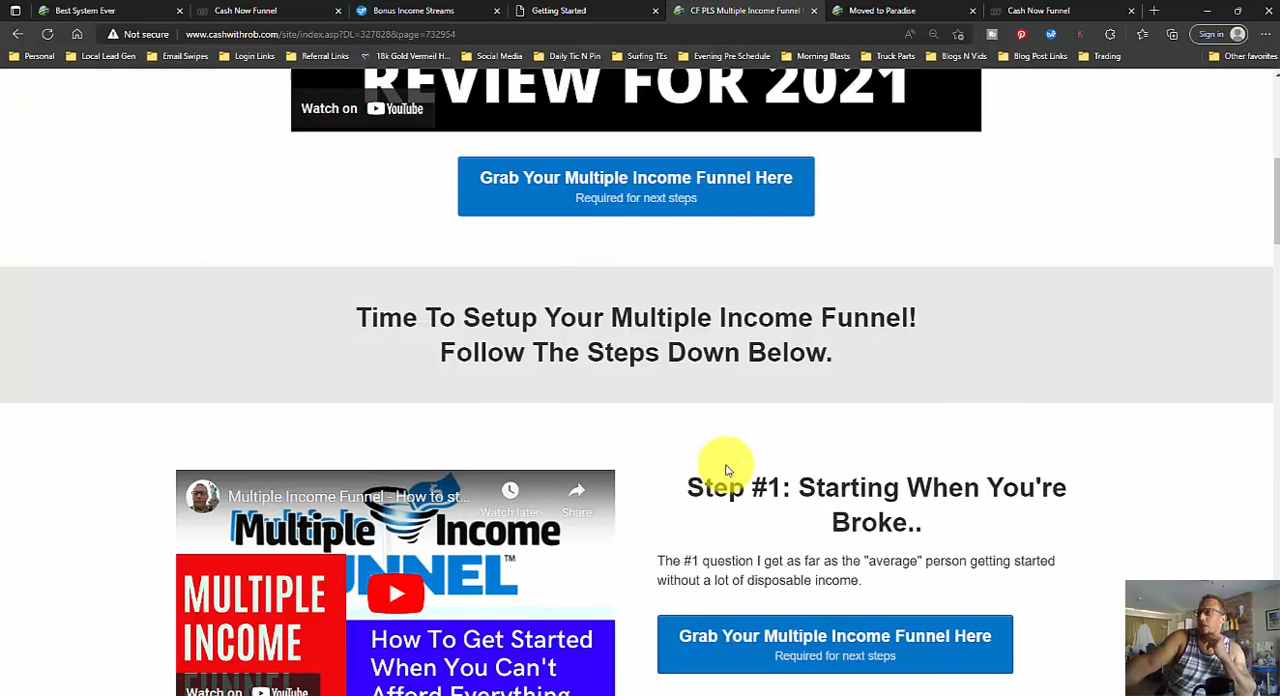 Best System Ever
Cash Now Funnel
Bonus Income Streams
Getting Started
CF PLS Multiple Income Funnel
Moved to Paradise
Cash Now Funnel
Not secure
www.cashwithrob.com/site/index.asp?DL=327828&page=732954
Sign in
Personal
Local Lead Gen
Email Swipes
Login Links
Referral Links
18k Gold Vermeil H...
Social Media
Daily Tic N Pin
Surfing TEs
Evening Pre Schedule
Morning Blasts
Truck Parts
Blogs N Vids
Blog Post Links
Trading
Other favorites
REVIEW FOR 2021
Watch on YouTube
Grab Your Multiple Income Funnel Here
Required for next steps
Time To Setup Your Multiple Income Funnel!
Follow The Steps Down Below.
Multiple Income Funnel - How to st...
Watch later
Share
Multiple Income
FUNNEL™
MULTIPLE
INCOME
How To Get Started
When You Can't
Afford Everything
Watch on YouTube
Step #1: Starting When You're
Broke..
The #1 question I get as far as the "average" person getting started
without a lot of disposable income.
Grab Your Multiple Income Funnel Here
Required for next steps